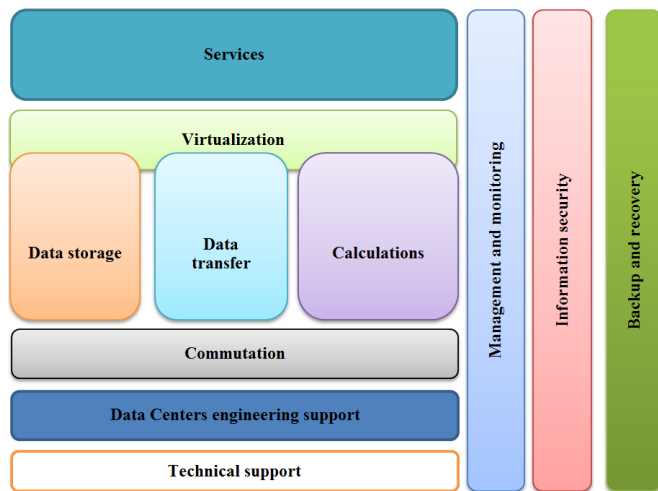 Services
Virtualization
Data storage
Data
transfer
Calculations
Commutation
Data Centers engineering support
Technical support
Management and monitoring
Information security
Backup and recovery